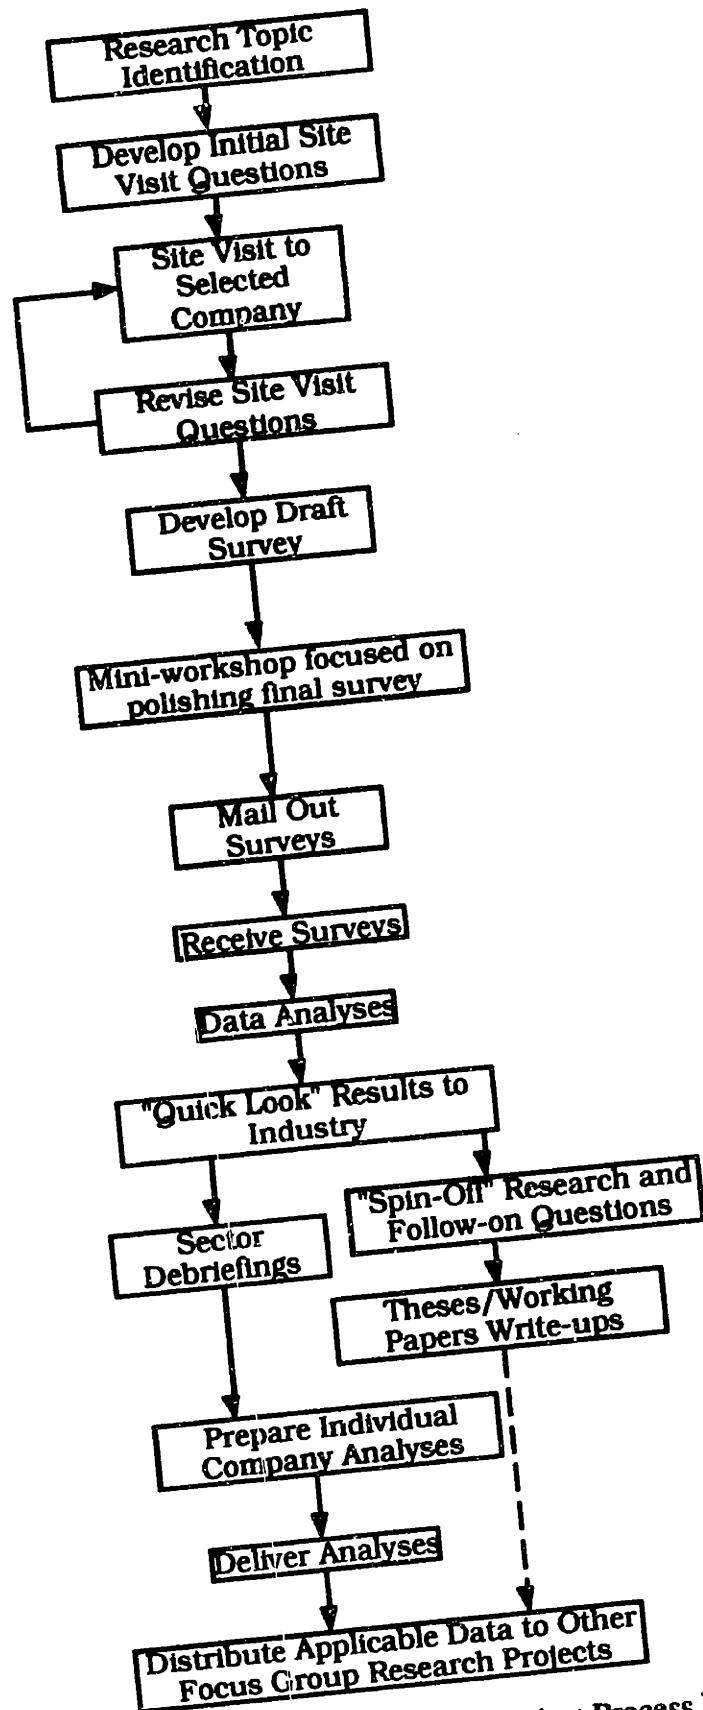 Research Topic
Identification
Develop Initial Site
Visit Questions
Site Visit to
Selected
Company
Revise Site Visit
Questions
Develop Draft
Survey
Mini-workshop focused on
polishing final survey
Mail Out
Surveys
Receive Surveys
Data Analyses
"Quick Look" Results to
Industry
"Spin-Off" Research and
Follow-on Questions
Sector
Debriefings
Theses/Working
Papers Write-ups
Prepare Individual
Company Analyses
Deliver Analyses
Distribute Applicable Data to Other
Focus Group Research Projects
Process